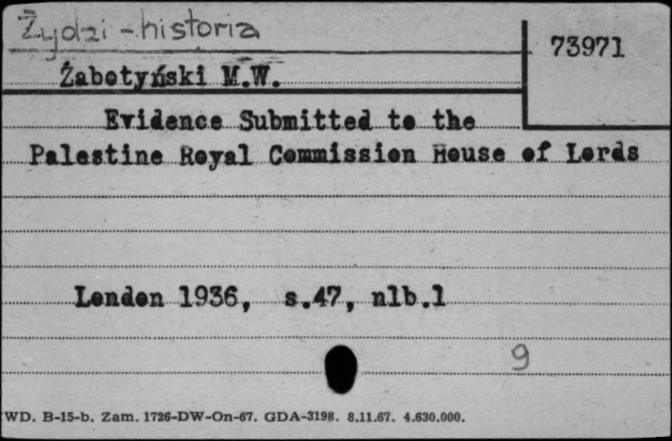 Żydzi - historia
73971
Żabotyński M.W.
Evidence Submitted to the
Palestine Royal Commission House of Lords
London 1936, s.47, nlb.1
9
WD. B-15-b. Zam. 1726-DW-On-67. GDA-3198. 8.11.67. 4.630.000.